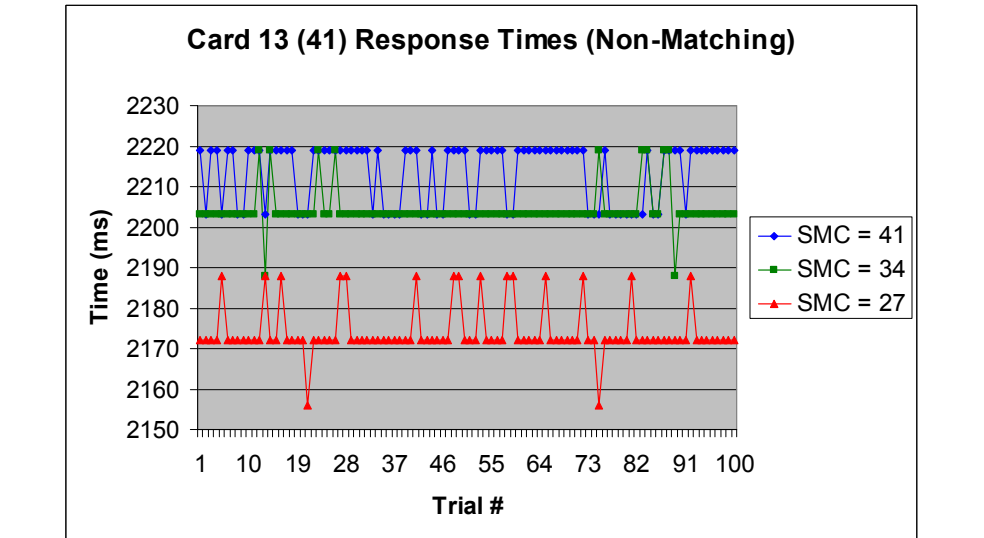 Card 13 (41) Response Times (Non-Matching)
2230
2220
2210
2200
2190
2180
2170
2160
2150
Time (ms)
1 10 19 28 37 46 55 64 73 82 91 100
Trial #
SMC = 41
SMC = 34
SMC = 27